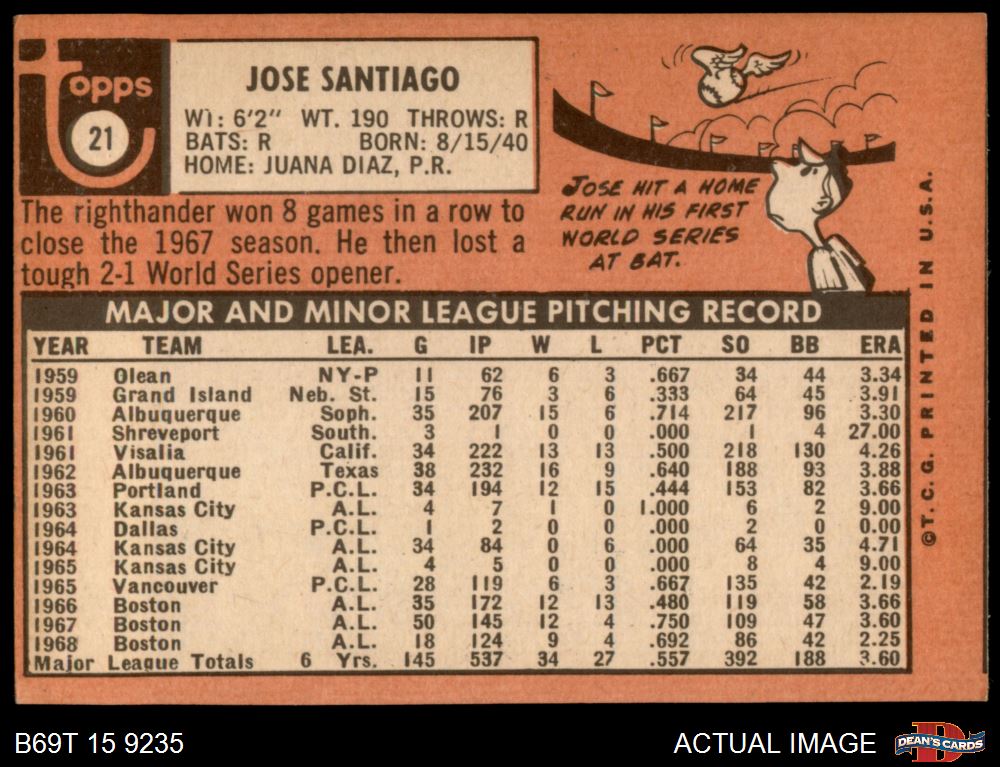 topps
21
JOSE SANTIAGO
WT: 6'2" WT. 190 THROWS: R
BATS: R BORN: 8/15/40
HOME: JUANA DIAZ, P.R.
The righthander won 8 games in a row to
close the 1967 season. He then lost a
tough 2-1 World Series opener.
JOSE HIT A HOME
RUN IN HIS FIRST
WORLD SERIES
AT BAT.
MAJOR AND MINOR LEAGUE PITCHING RECORD
YEAR TEAM LEA. G IP W L PCT SO BB ERA
1959 Olean NY-P 11 62 6 3 .667 34 44 3.34
1959 Grand Island Neb. St. 15 76 3 6 .333 64 45 3.91
1960 Albuquerque Soph. 35 207 15 6 .714 217 96 3.30
1961 Shreveport South. 3 1 0 0 .000 1 4 27.00
1961 Visalia Calif. 34 222 13 13 .500 218 130 4.26
1962 Albuquerque Texas 38 232 16 9 .640 188 93 3.88
1963 Portland P.C.L. 34 194 12 15 .444 153 82 3.66
1963 Kansas City A.L. 4 7 1 0 1.000 6 2 9.00
1964 Dallas P.C.L. 1 2 0 0 .000 2 0 0.00
1964 Kansas City A.L. 34 84 0 6 .000 64 35 4.71
1965 Kansas City A.L. 4 5 0 0 .000 8 4 9.00
1965 Vancouver P.C.L. 28 119 6 3 .667 135 42 2.19
1966 Boston A.L. 35 172 12 13 .480 119 58 3.66
1967 Boston A.L. 50 145 12 4 .750 109 47 3.60
1968 Boston A.L. 18 124 9 4 .692 86 42 2.25
Major League Totals 6 Yrs. 145 537 34 27 .557 392 188 3.60
©T.C.G. PRINTED IN U.S.A.
B69T 15 9235
ACTUAL IMAGE
D
DEAN'S CARDS